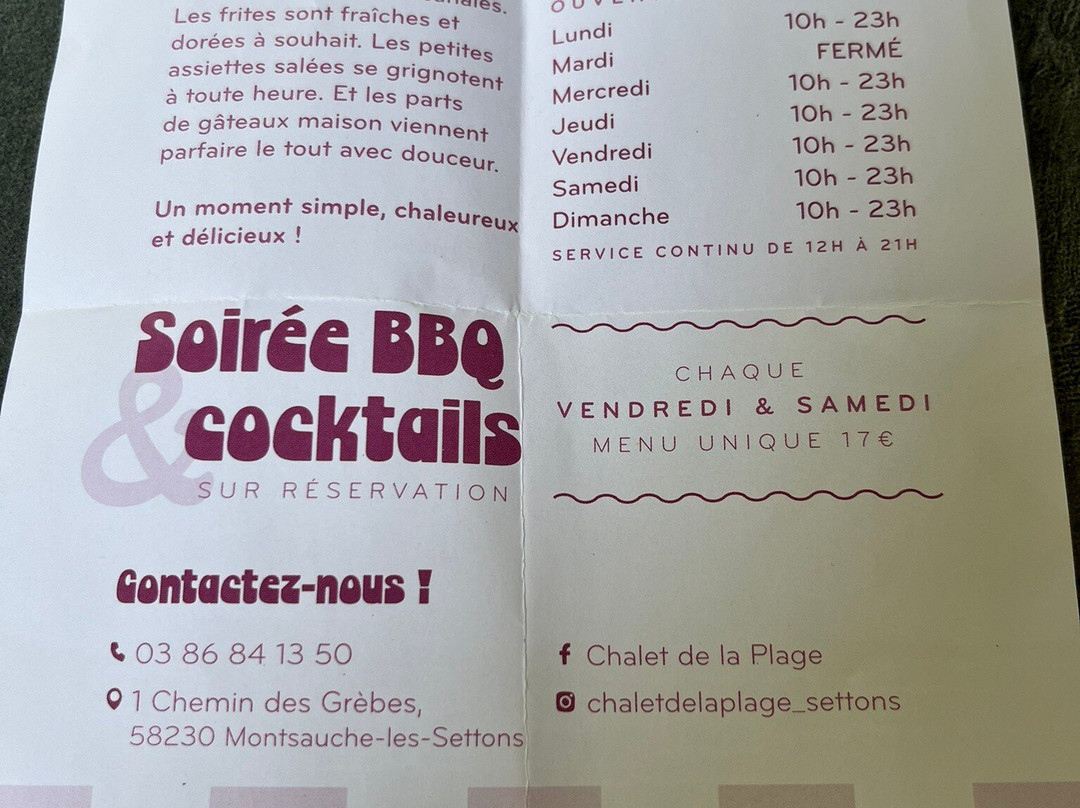 Les frites sont fraîches et
dorées à souhait. Les petites
assiettes salées se grignotent
à toute heure. Et les parts
de gâteaux maison viennent
parfaire le tout avec douceur.
Un moment simple, chaleureux
et délicieux !
Lundi 10h - 23h
Mardi FERMÉ
Mercredi 10h - 23h
Jeudi 10h - 23h
Vendredi 10h - 23h
Samedi 10h - 23h
Dimanche 10h - 23h
SERVICE CONTINU DE 12H À 21H
Soirée BBQ
& cocktails
SUR RÉSERVATION
CHAQUE
VENDREDI & SAMEDI
MENU UNIQUE 17€
Contactez-nous !
03 86 84 13 50
1 Chemin des Grèbes,
58230 Montsauche-les-Settons
Chalet de la Plage
chaletdelaplage_settons